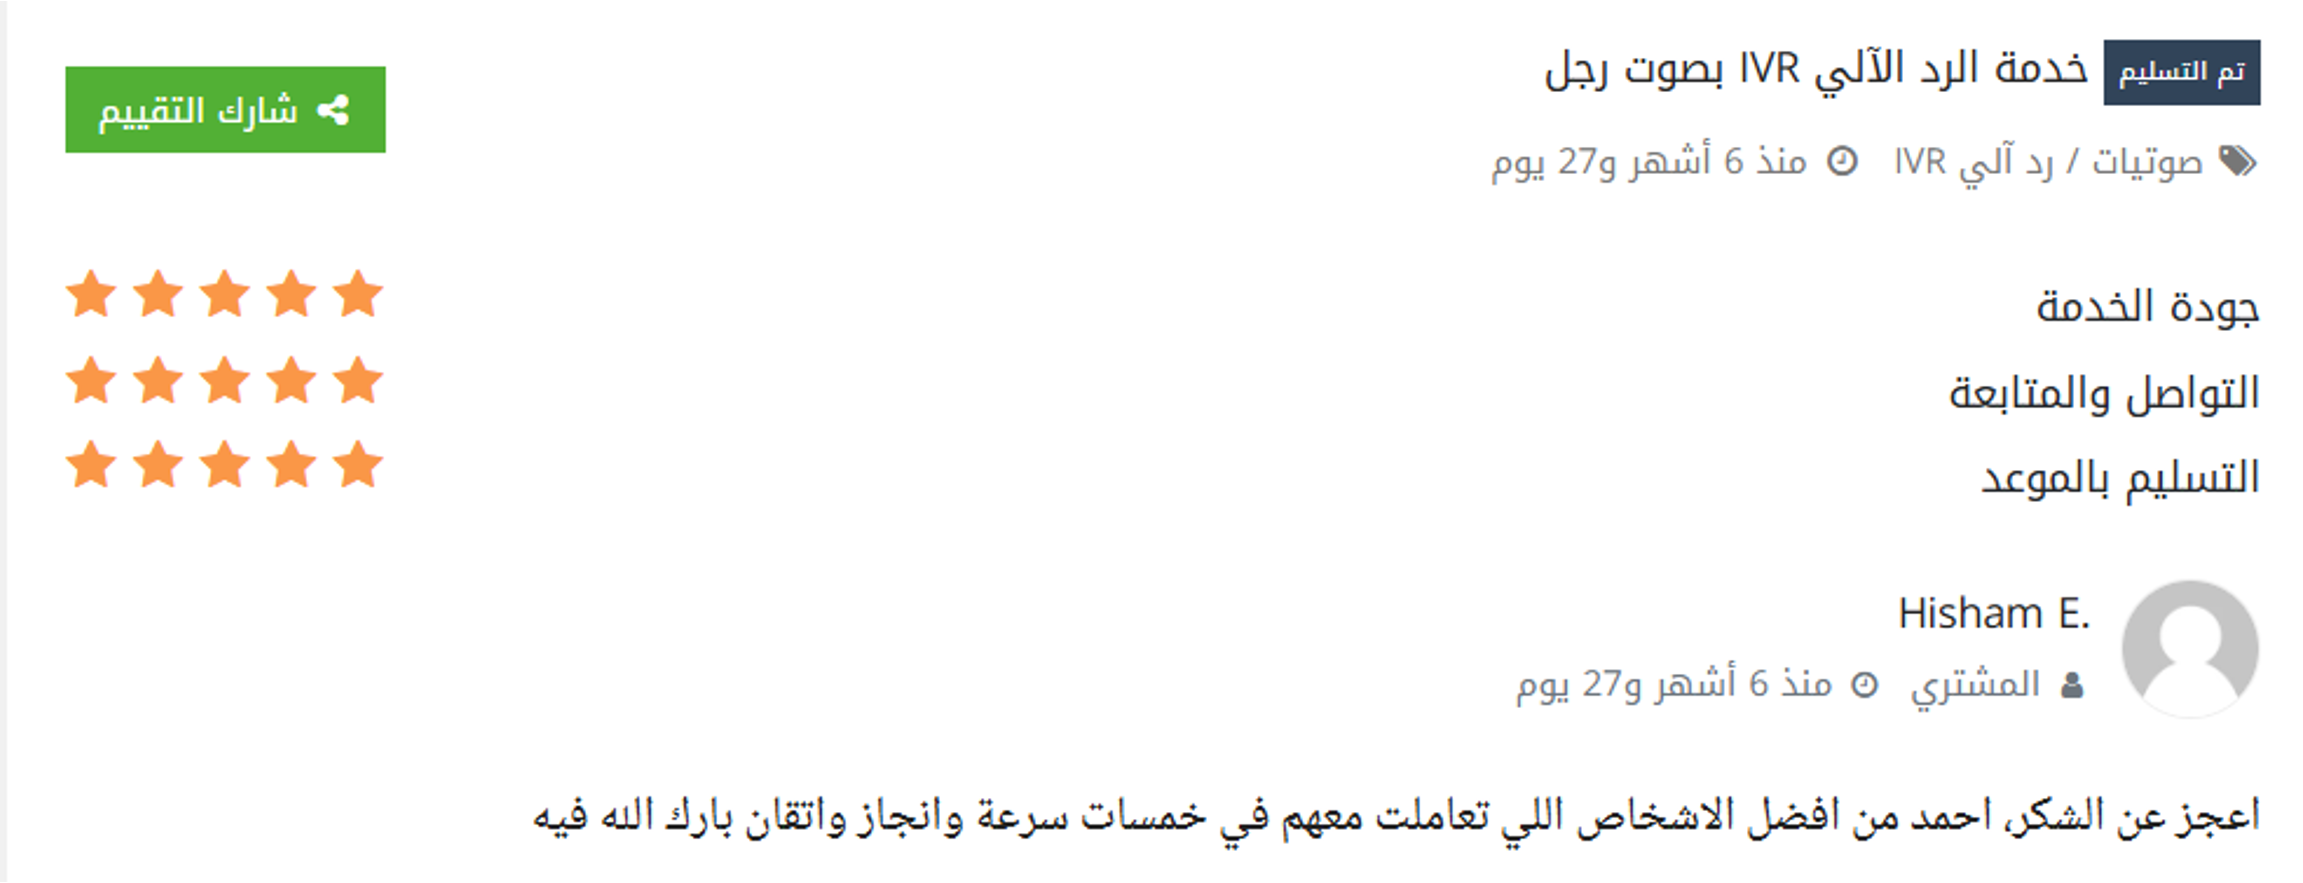 تم التسليم خدمة الرد الآلي IVR بصوت رجل
شارك التقييم
صوتيات / رد آلي IVR منذ 6 أشهر و27 يوم
جودة الخدمة
التواصل والمتابعة
التسليم بالموعد
Hisham E.
المشتري منذ 6 أشهر و27 يوم
اعجز عن الشكر، احمد من افضل الاشخاص اللي تعاملت معهم في خمسات سرعة وانجاز واتقان بارك الله فيه